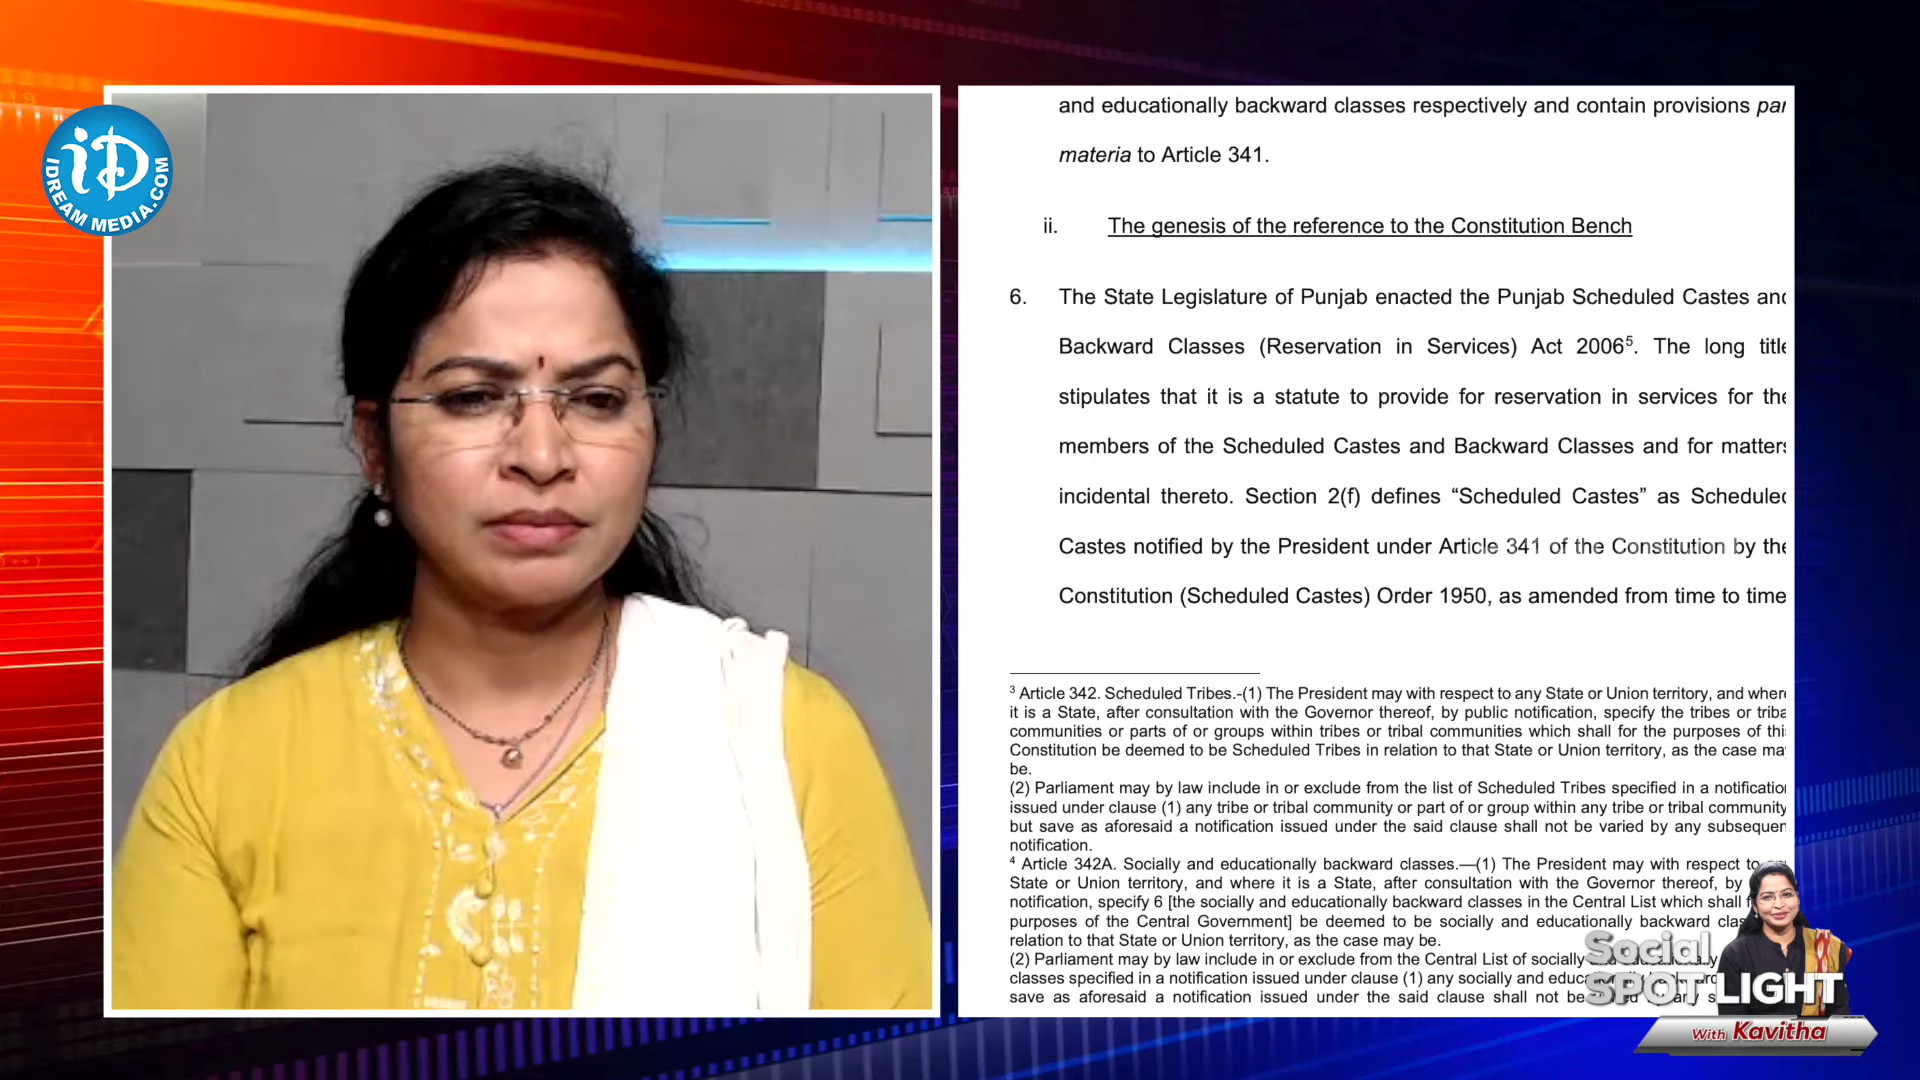 iD
IDREAM MEDIA.COM
and educationally backward classes respectively and contain provisions
materia to Article 341.
ii. The genesis of the reference to the Constitution Bench
6. The State Legislature of Punjab enacted the Punjab Scheduled Castes
Backward Classes (Reservation in Services) Act 2006⁵. The long
stipulates that it is a statute to provide for reservation in services for
members of the Scheduled Castes and Backward Classes and for
incidental thereto. Section 2(f) defines “Scheduled Castes” as
Castes notified by the President under Article 341 of the Constitution by
Constitution (Scheduled Castes) Order 1950, as amended from time to time
³ Article 342. Scheduled Tribes.-(1) The President may with respect to any State or Union territory, and
it is a State, after consultation with the Governor thereof, by public notification, specify the tribes or
communities or parts of or groups within tribes or tribal communities which shall for the purposes of
Constitution be deemed to be Scheduled Tribes in relation to that State or Union territory, as the case
be.
(2) Parliament may by law include in or exclude from the list of Scheduled Tribes specified in a
issued under clause (1) any tribe or tribal community or part of or group within any tribe or tribal community
but save as aforesaid a notification issued under the said clause shall not be varied by any
notification.
⁴ Article 342A. Socially and educationally backward classes.—(1) The President may with respect to
State or Union territory, and where it is a State, after consultation with the Governor thereof, by
notification, specify 6 [the socially and educationally backward classes in the Central List which shall
purposes of the Central Government] be deemed to be socially and educationally backward
relation to that State or Union territory, as the case may be.
(2) Parliament may by law include in or exclude from the Central List of socially
classes specified in a notification issued under clause (1) any socially and
save as aforesaid a notification issued under the said clause shall not be
Social
SPOT LIGHT
With Kavitha